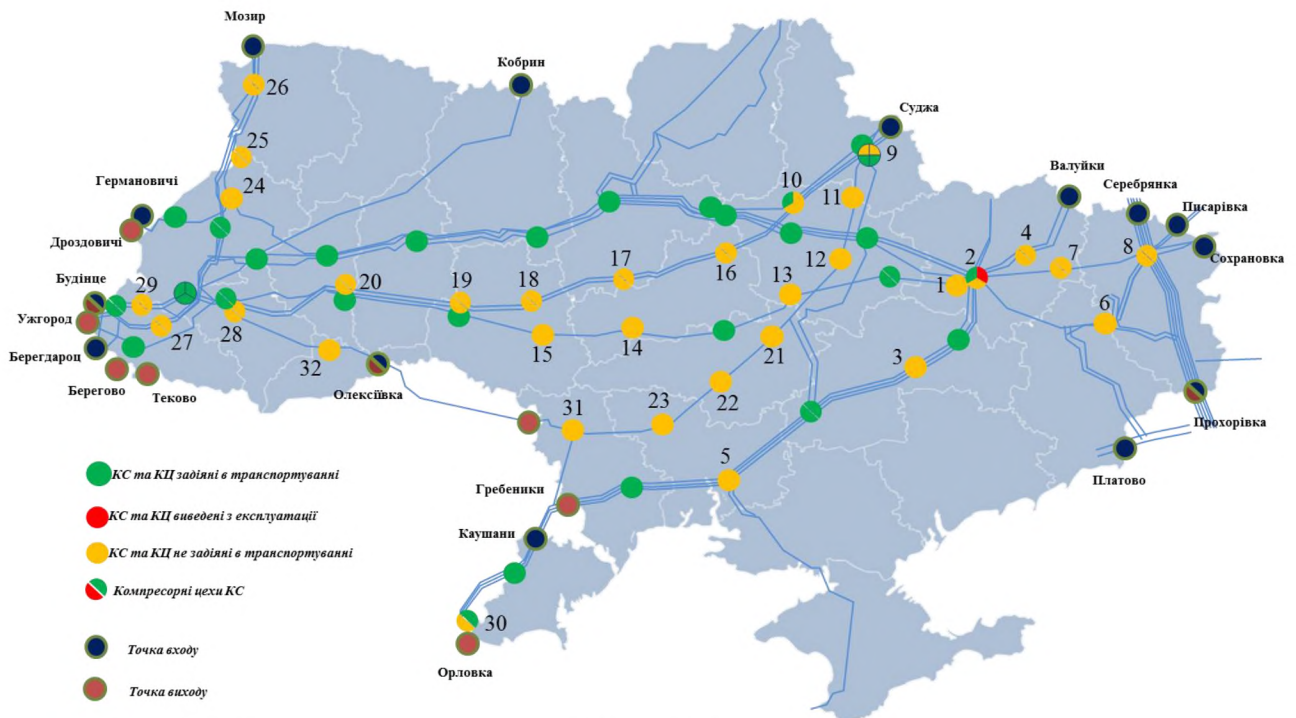 Мозир
26
Кобрин
Суджа
25
9
Валуйки
Германовичі
24
10
11
Серебрянка
Писарівка
Дроздовичі
Сохрановка
Будінце
29
20
19
18
17
16
12
13
2
4
7
8
1
Ужгород
27
28
15
14
21
6
Берегдароц
Берегово
Теково
32
Олексіївка
3
22
31
23
Прохорівка
5
Платово
КС та КЦ задіяні в транспортуванні
Гребеники
КС та КЦ виведені з експлуатації
Каушани
КС та КЦ не задіяні в транспортуванні
Компресорні цехи КС
30
Точка входу
Орловка
Точка виходу